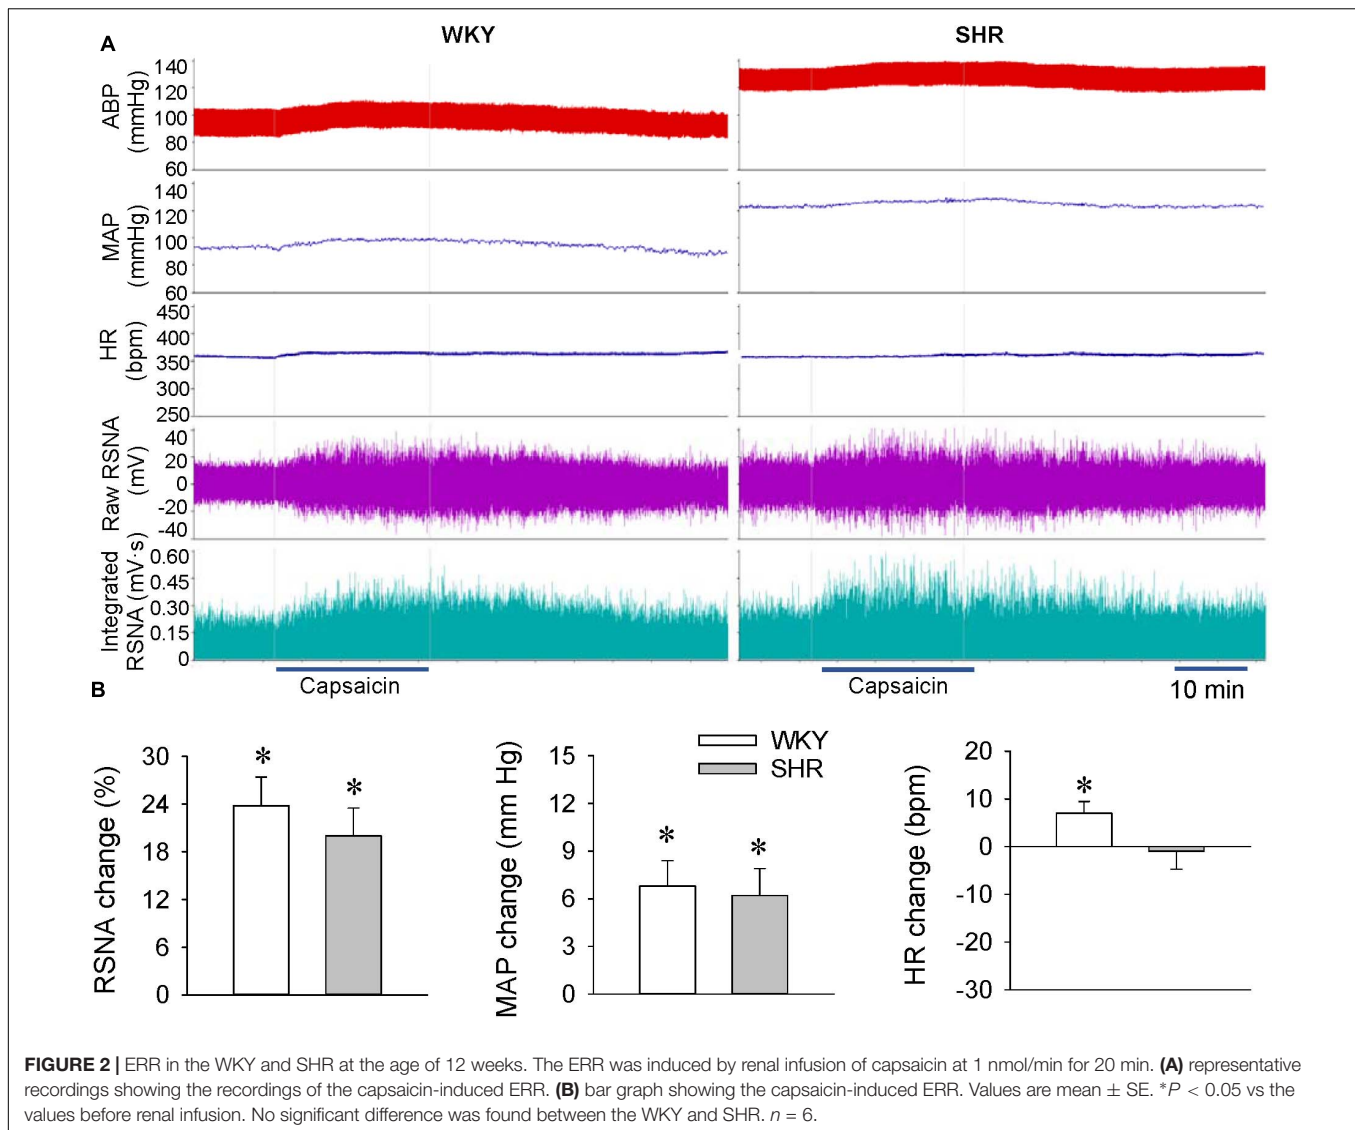 A
WKY
SHR
ABP
(mmHg)
140
120
100
80
60
MAP
(mmHg)
140
120
100
80
60
HR
(bpm)
450
400
350
300
250
Raw RSNA
(mV)
40
20
0
-20
-40
Integrated
RSNA (mV·s)
0.60
0.45
0.30
0.15
0
Capsaicin
Capsaicin
10 min
B
RSNA change (%)
30
24
18
12
6
0
*
*
MAP change (mm Hg)
15
12
9
6
3
0
*
*
WKY
SHR
HR change (bpm)
20
10
0
-10
-20
-30
*
FIGURE 2 | ERR in the WKY and SHR at the age of 12 weeks. The ERR was induced by renal infusion of capsaicin at 1 nmol/min for 20 min. (A) representative
recordings showing the recordings of the capsaicin-induced ERR. (B) bar graph showing the capsaicin-induced ERR. Values are mean ± SE. *P < 0.05 vs the
values before renal infusion. No significant difference was found between the WKY and SHR. n = 6.